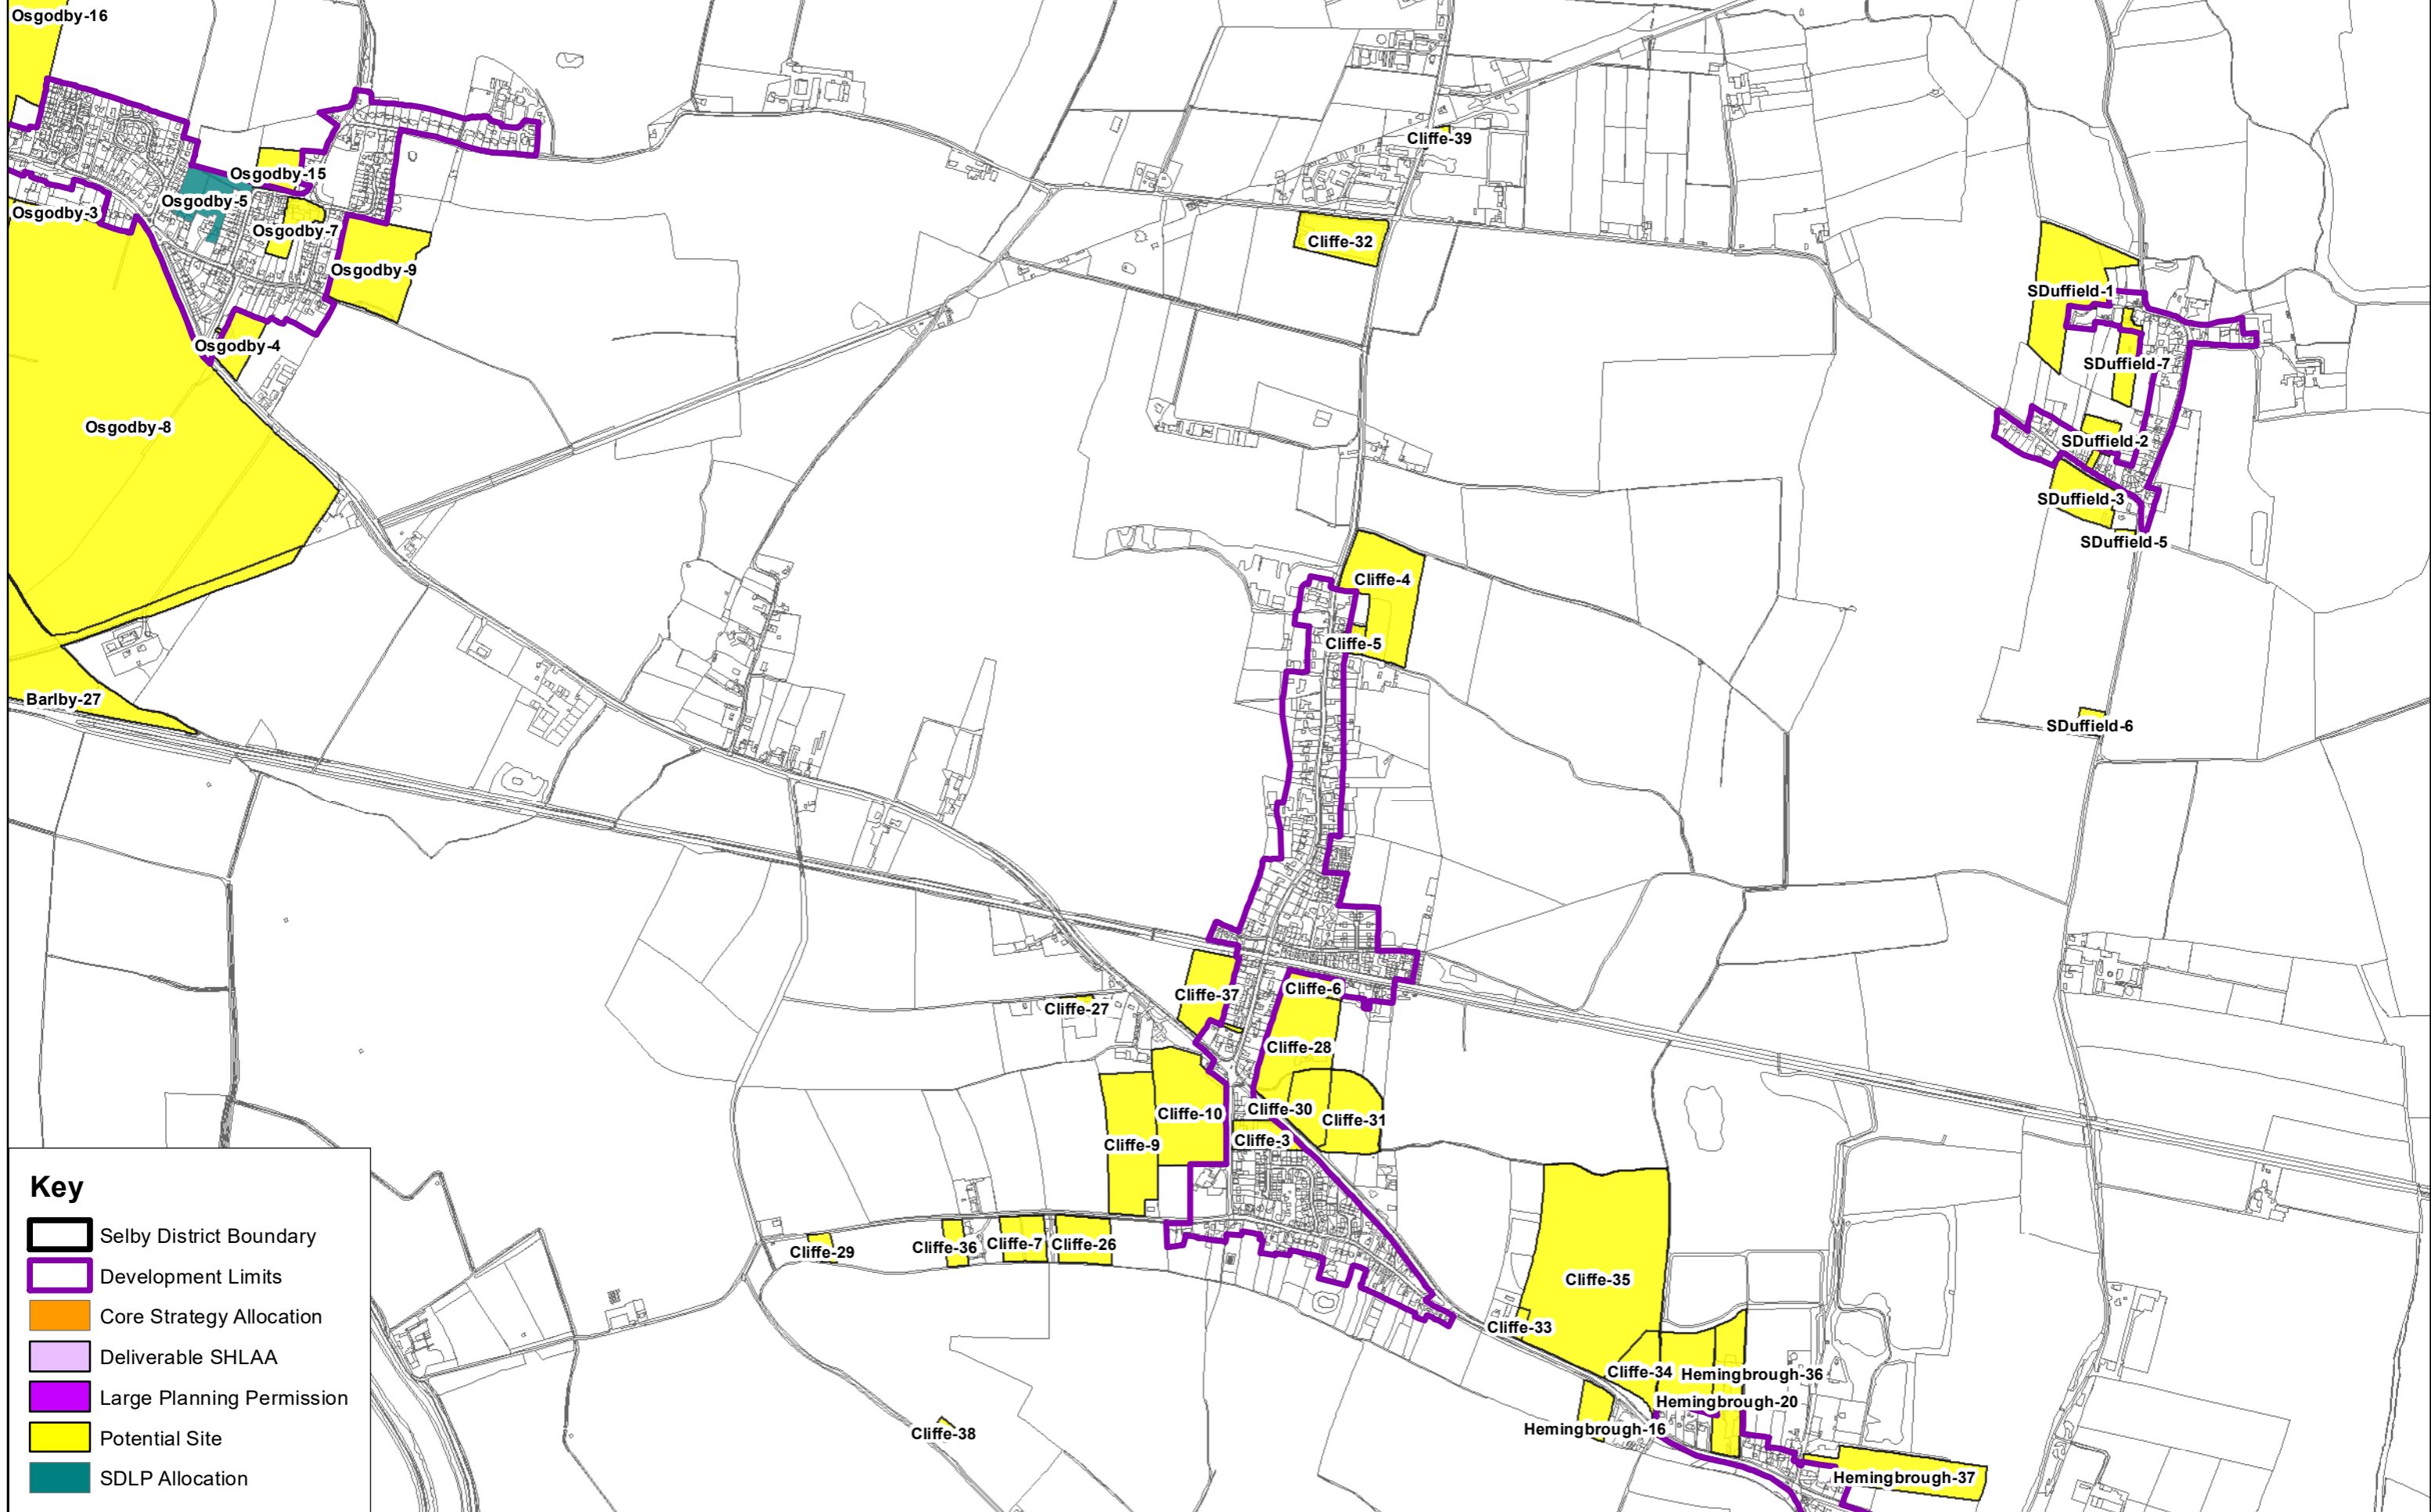 Osgodby-16
Cliffe-39
Osgodby-15
Osgodby-5
Osgodby-3
Osgodby-7
Cliffe-32
Osgodby-9
SDuffield-1
Osgodby-4
SDuffield-7
Osgodby-8
SDuffield-2
SDuffield-3
SDuffield-5
Cliffe-4
Cliffe-5
Barlby-27
SDuffield-6
Cliffe-6
Cliffe-37
Cliffe-27
Cliffe-28
Cliffe-30
Cliffe-10
Cliffe-31
Cliffe-3
Cliffe-9
Cliffe-29
Cliffe-36
Cliffe-7
Cliffe-26
Cliffe-35
Cliffe-33
Cliffe-34
Hemingbrough-36
Hemingbrough-20
Hemingbrough-16
Cliffe-38
Hemingbrough-37
Key
Selby District Boundary
Development Limits
Core Strategy Allocation
Deliverable SHLAA
Large Planning Permission
Potential Site
SDLP Allocation